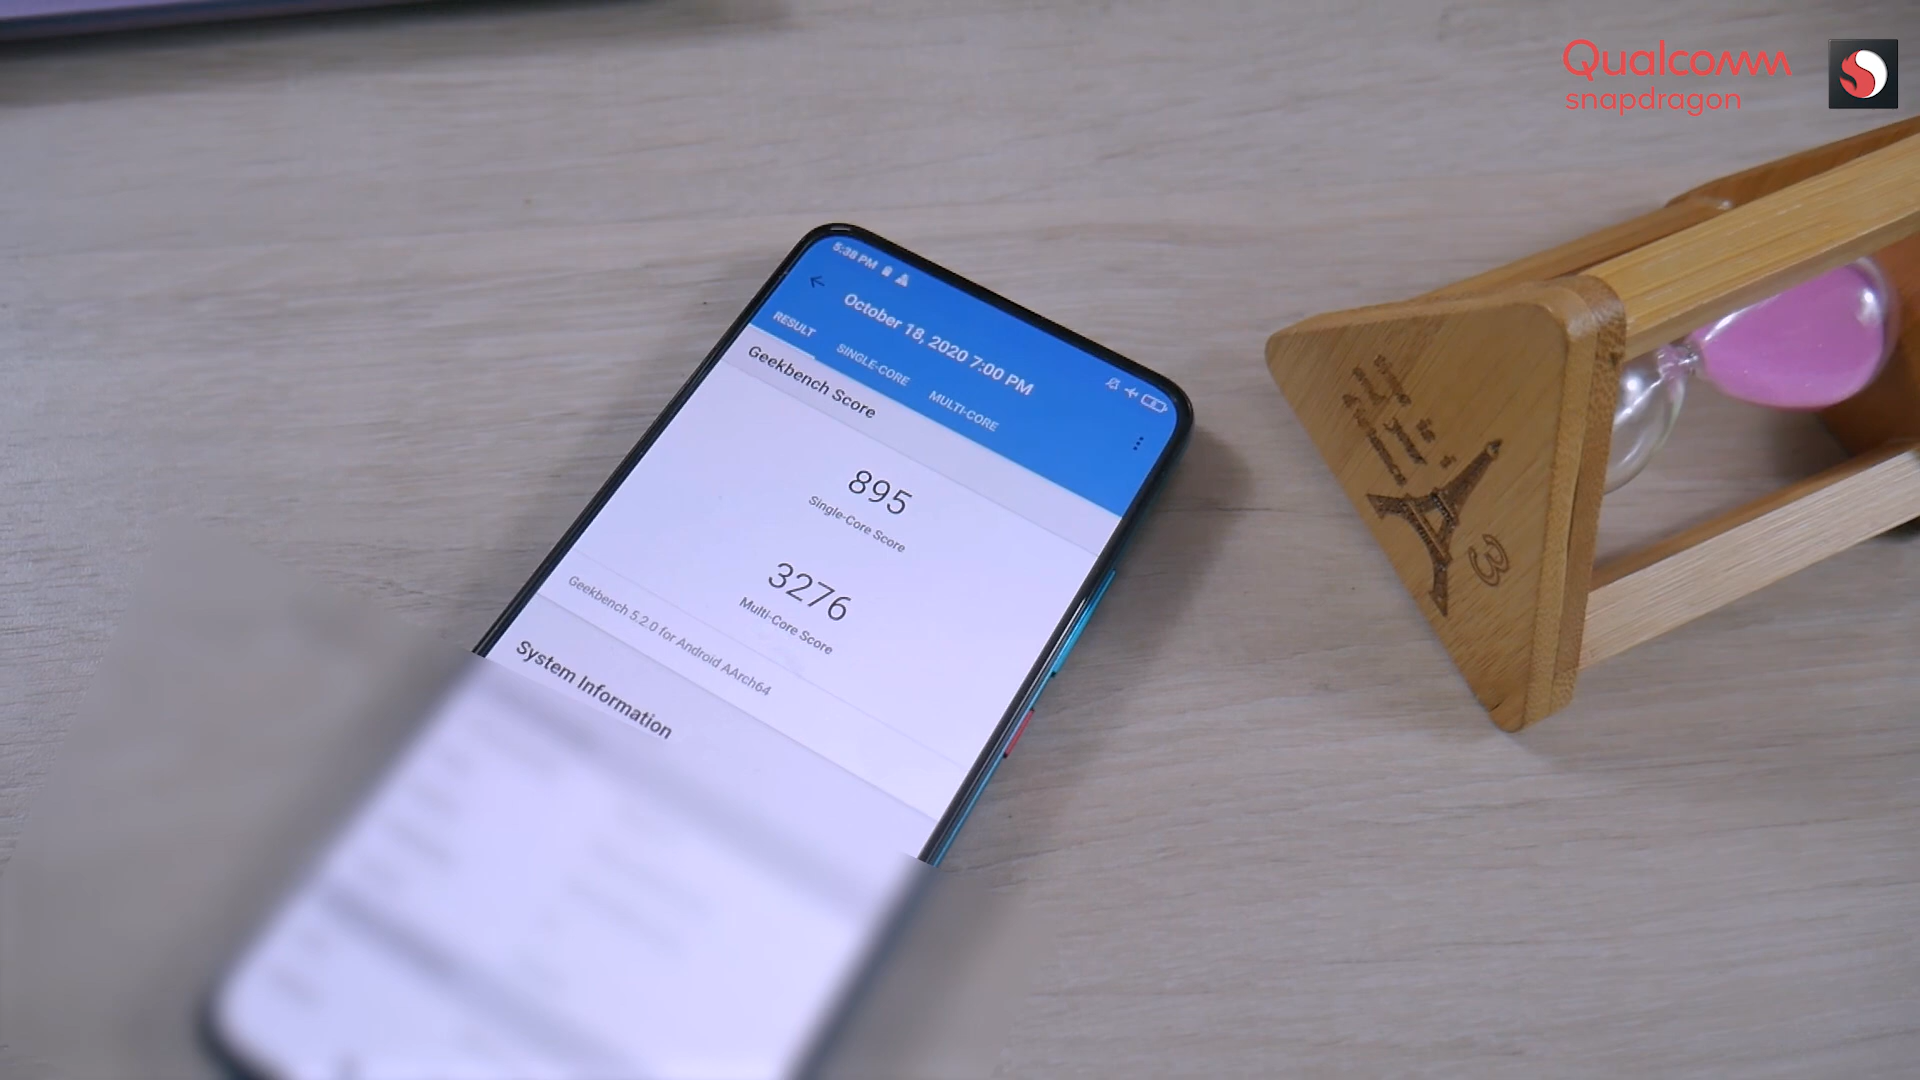 Qualcomm
snapdragon
5:38 PM
October 18, 2020 7:00 PM
RESULT
SINGLE-CORE
MULTI-CORE
Geekbench Score
895
Single-Core Score
3276
Multi-Core Score
Geekbench 5.2.0 for Android AArch64
System Information
3